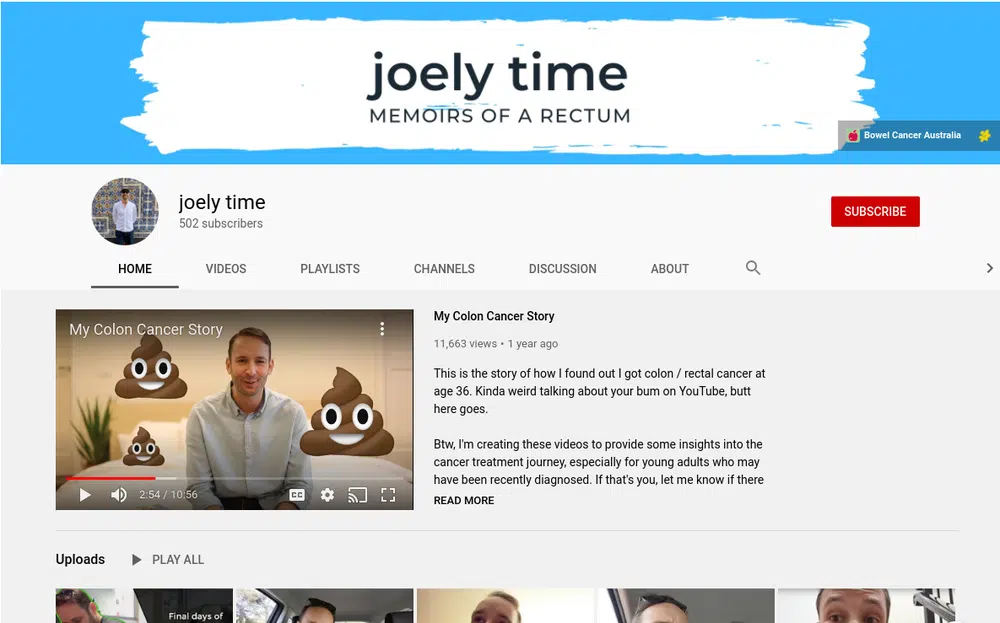 joely time
MEMOIRS OF A RECTUM
Bowel Cancer Australia
joely time
502 subscribers
SUBSCRIBE
HOME VIDEOS PLAYLISTS CHANNELS DISCUSSION ABOUT
My Colon Cancer Story
2:54 / 10:56
CC
My Colon Cancer Story
11,663 views • 1 year ago
This is the story of how I found out I got colon / rectal cancer at
age 36. Kinda weird talking about your bum on YouTube, butt
here goes.
Btw, I'm creating these videos to provide some insights into the
cancer treatment journey, especially for young adults who may
have been recently diagnosed. If that's you, let me know if there
READ MORE
Uploads PLAY ALL
Final days of